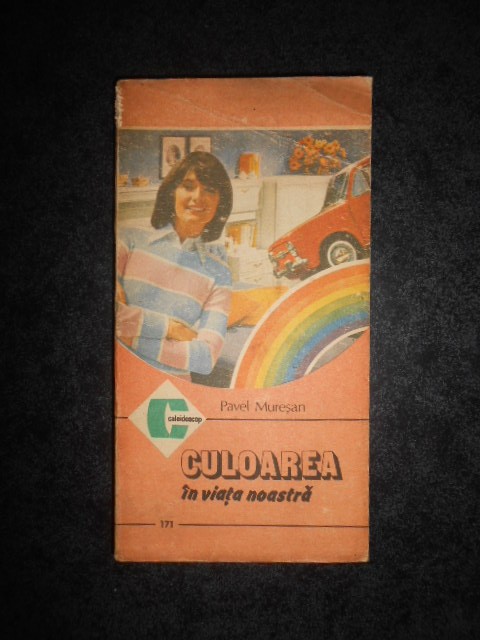 caleidoscop
Pavel Mureșan
CULOAREA
în viața noastră
171